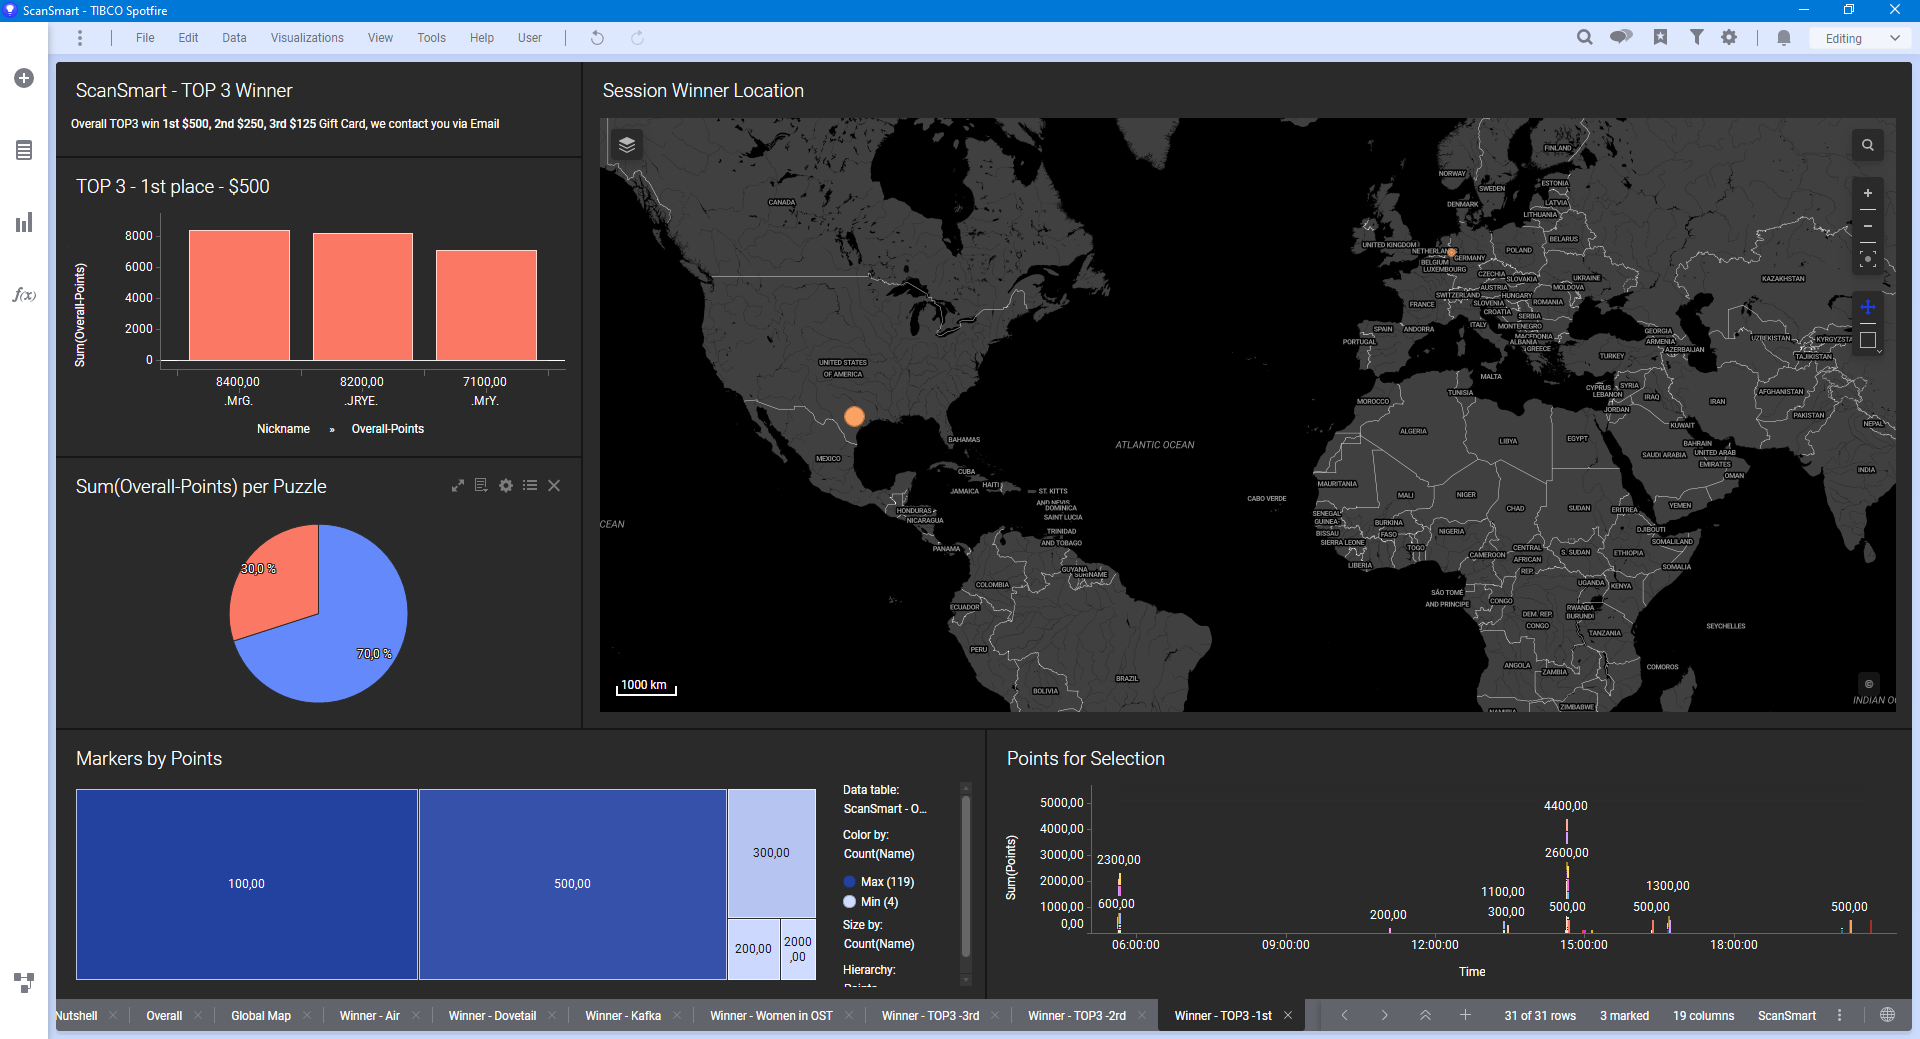 ScanSmart - TIBCO Spotfire
File Edit Data Visualizations View Tools Help User
Editing
ScanSmart - TOP 3 Winner
Overall TOP3 win 1st $500, 2nd $250, 3rd $125 Gift Card, we contact you via Email
TOP 3 - 1st place - $500
Sum(Overall-Points)
8000
6000
4000
2000
0
8400,00 8200,00 7100,00
.MrG. .JRYE. .MrY.
Nickname » Overall-Points
Sum(Overall-Points) per Puzzle
30,0 %
70,0 %
f(x)
Session Winner Location
FINLAND
NORWAY
SWEDEN
ESTONIA
LATVIA
DENMARK
LITHUANIA
CANADA
UNITED KINGDOM
BELARUS
NETHERLANDS
POLAND
GERMANY
BELGIUM
LUXEMBOURG
CZECHIA
SLOVAKIA
UKRAINE
KAZAKHSTAN
AUSTRIA
MOLDOVA
SWITZERLAND
HUNGARY
FRANCE
SLOVENIA
ROMANIA
CROATIA
SERBIA
ITALY
MONTENEGRO
SPAIN
ANDORRA
MACEDONIA
PORTUGAL
ALBANIA
GREECE
GEORGIA
ARMENIA
AZERBAIJAN
UZBEKISTAN
KYRGYZSTA
TAJIKISTAN
TURKEY
UNITED STATES
OF AMERICA
MALTA
TUNISIA
CYPRUS
SYRIA
LEBANON
IRAQ
IRAN
AFGHANISTAN
MOROCCO
JORDAN
PAKISTAN
KUWAIT
NEPAL
ALGERIA
LIBYA
EGYPT
BAHRAIN
SAUDI ARABIA
UNITED ARAB
EMIRATES
OMAN
INDIA
BAHAMAS
ATLANTIC OCEAN
MEXICO
CUBA
HAITI
JAMAICA
ST. KITTS
AND NEVIS
DOMINICA
SAINT LUCIA
CABO VERDE
MAURITANIA
MALI
NIGER
CHAD
SUDAN
ERITREA
YEMEN
HONDURAS
NICARAGUA
CEAN
SENEGAL
GUINEA-
BISSAU
BURKINA
FASO
NIGERIA
DJIBOUTI
SOMALILAND
TRINIDAD
AND TOBAGO
PANAMA
SIERRA LEONE
TOGO
CAMEROON
CENTRAL
AFRICAN
REP.
S. SUDAN
ETHIOPIA
LIBERIA
SOMALIA
GUYANA
SURINAME
COLOMBIA
UGANDA
KENYA
SÃO TOMÉ
AND PRINCIPE
CONGO
ECUADOR
DEM. REP.
CONGO
RWANDA
BURUNDI
SEYCHELLES
TANZANIA
PERU
ANGOLA
ZAMBIA
COMOROS
BRAZIL
BOLIVIA
ZIMBABWE
NAMIBIA
INDIAN O
1000 km
©
Markers by Points
100,00
500,00
300,00
200,00
2000
,00
Data table:
ScanSmart - O...
Color by:
Count(Name)
Max (119)
Min (4)
Size by:
Count(Name)
Hierarchy:
Points
Points for Selection
Sum(Points)
5000,00
4000,00
3000,00
2000,00
1000,00
0,00
2300,00
600,00
200,00
1100,00
300,00
4400,00
2600,00
500,00
1300,00
500,00
500,00
06:00:00 09:00:00 12:00:00 15:00:00 18:00:00
Time
Nutshell Overall Global Map Winner - Air Winner - Dovetail Winner - Kafka Winner - Women in OST Winner - TOP3 -3rd Winner - TOP3 -2rd Winner - TOP3 -1st 31 of 31 rows 3 marked 19 columns ScanSmart